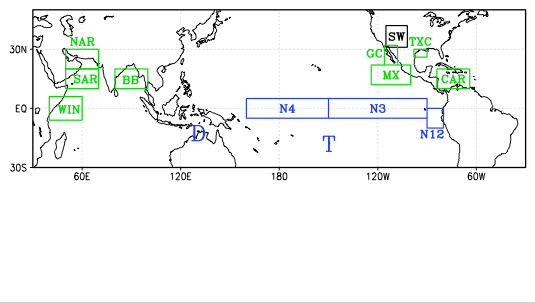 SW
NAR
TXC
30N
GC
SAR
BB
MX
CAR
WIN
N4
N3
EQ
D
N12
T
30S
60E
120E
180
120W
60W